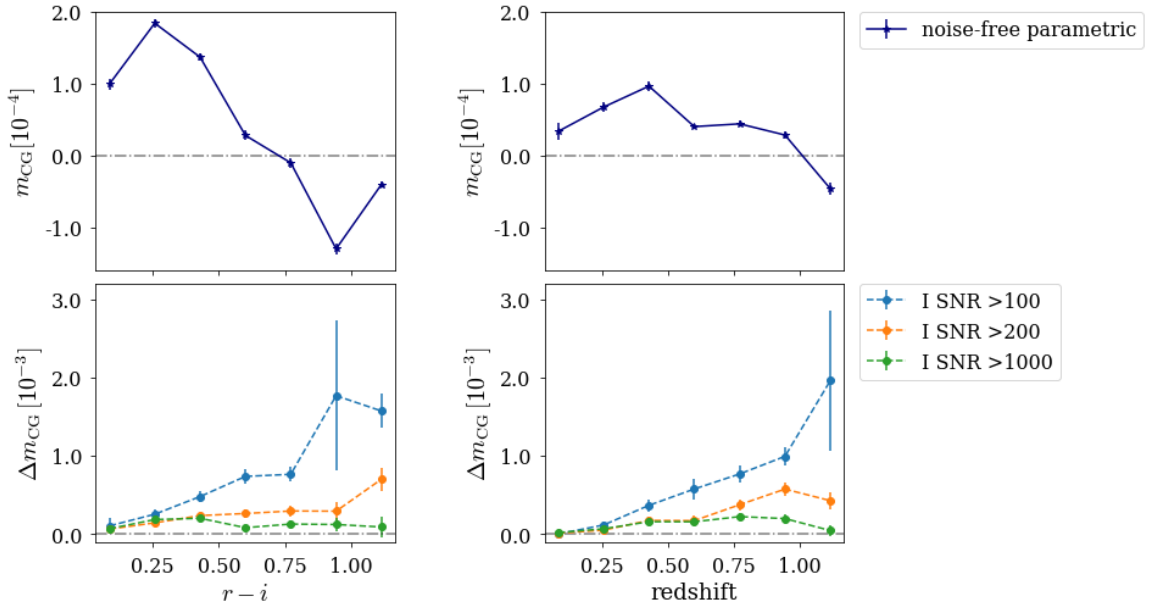 2.0
1.0
0.0
-1.0
m_CG [10^-4]
2.0
1.0
0.0
-1.0
m_CG [10^-4]
noise-free parametric
3.0
2.0
1.0
0.0
Δm_CG [10^-3]
0.25 0.50 0.75 1.00
r − i
3.0
2.0
1.0
0.0
Δm_CG [10^-3]
0.25 0.50 0.75 1.00
redshift
I SNR >100
I SNR >200
I SNR >1000